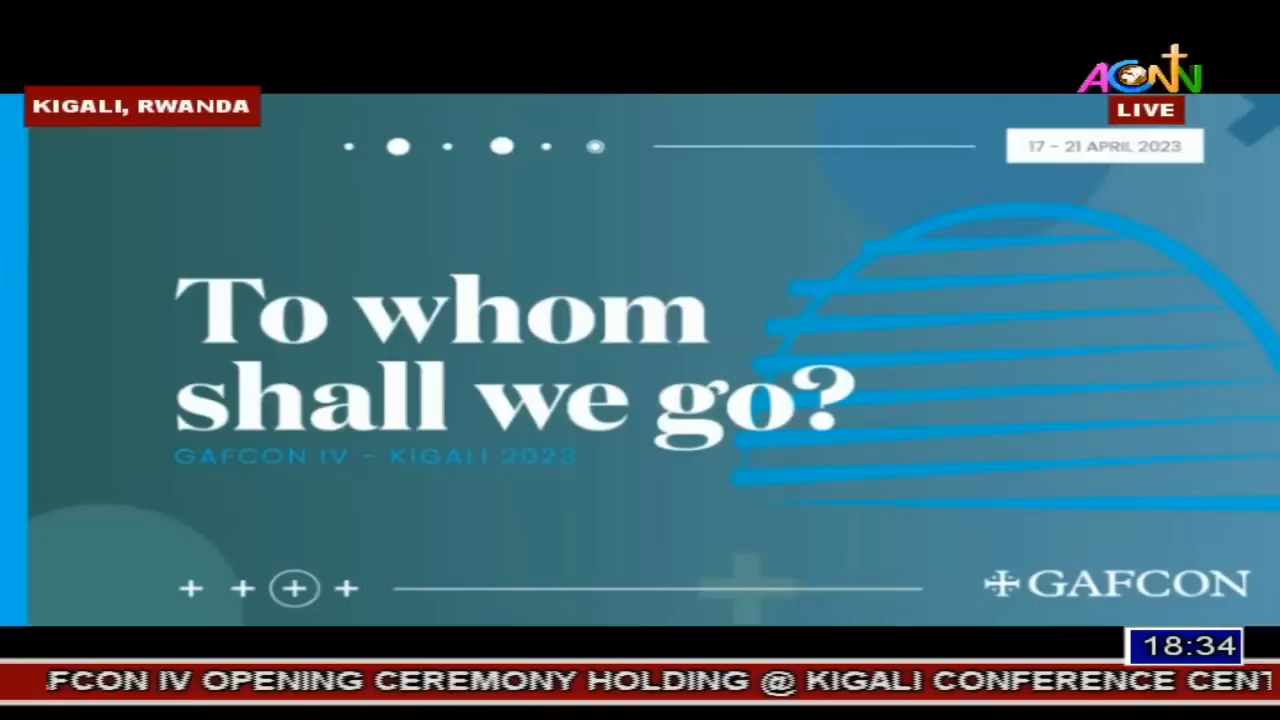 ACNN
KIGALI, RWANDA
LIVE
17 - 21 APRIL 2023
To whom
shall we go?
GAFCON IV - KIGALI 2023
GAFCON
18:34
FCON IV OPENING CEREMONY HOLDING @ KIGALI CONFERENCE CENT